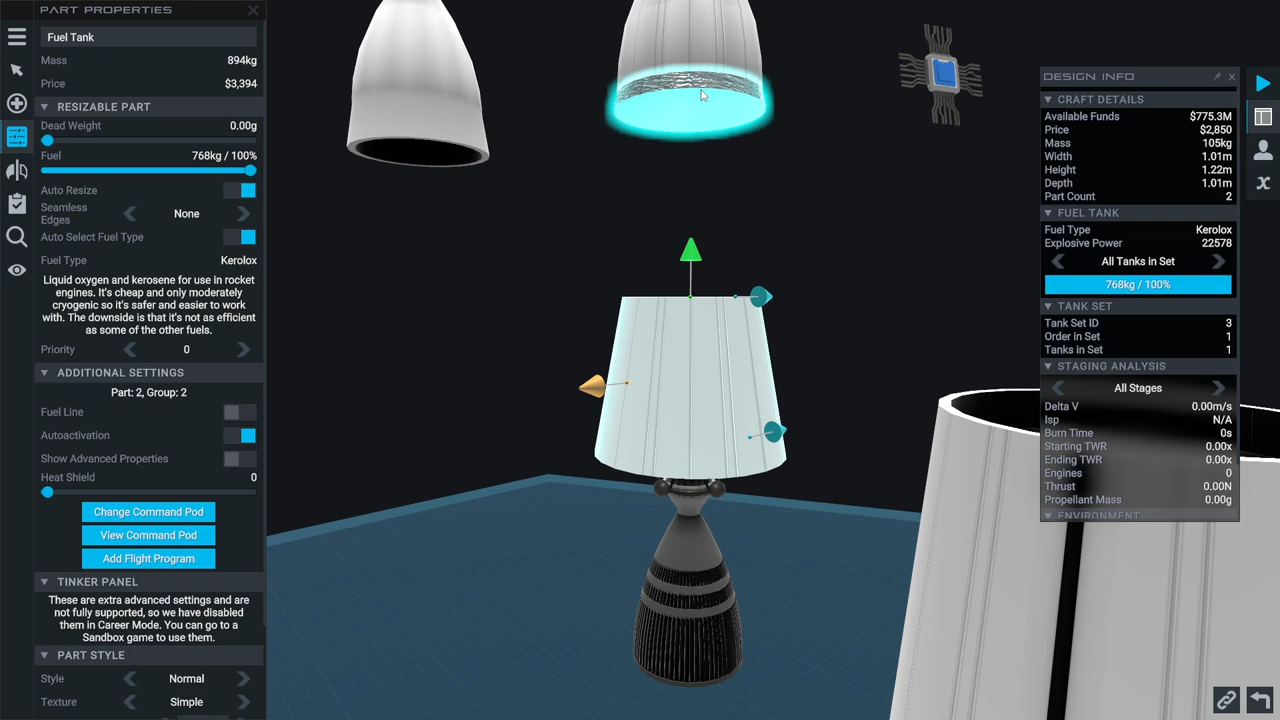 PART PROPERTIES
Fuel Tank
Mass 894kg
Price $3,394
RESIZABLE PART
Dead Weight 0.00g
Fuel 768kg / 100%
Auto Resize
Seamless
Edges
None
Auto Select Fuel Type
Fuel Type Kerolox
Liquid oxygen and kerosene for use in rocket
engines. It's cheap and only moderately
cryogenic so it's safer and easier to work
with. The downside is that it's not as efficient
as some of the other fuels.
Priority 0
ADDITIONAL SETTINGS
Part: 2, Group: 2
Fuel Line
Autoactivation
Show Advanced Properties
Heat Shield 0
Change Command Pod
View Command Pod
Add Flight Program
TINKER PANEL
These are extra advanced settings and are
not fully supported, so we have disabled
them in Career Mode. You can go to a
Sandbox game to use them.
PART STYLE
Style Normal
Texture Simple
DESIGN INFO
CRAFT DETAILS
Available Funds $775.3M
Price $2,850
Mass 105kg
Width 1.01m
Height 1.22m
Depth 1.01m
Part Count 2
FUEL TANK
Fuel Type Kerolox
Explosive Power 22578
All Tanks in Set
768kg / 100%
TANK SET
Tank Set ID 3
Order in Set 1
Tanks in Set 1
STAGING ANALYSIS
All Stages
Delta V 0.00m/s
Isp N/A
Burn Time 0s
Starting TWR 0.00x
Ending TWR 0.00x
Engines 0
Thrust 0.00N
Propellant Mass 0.00g
ENVIRONMENT